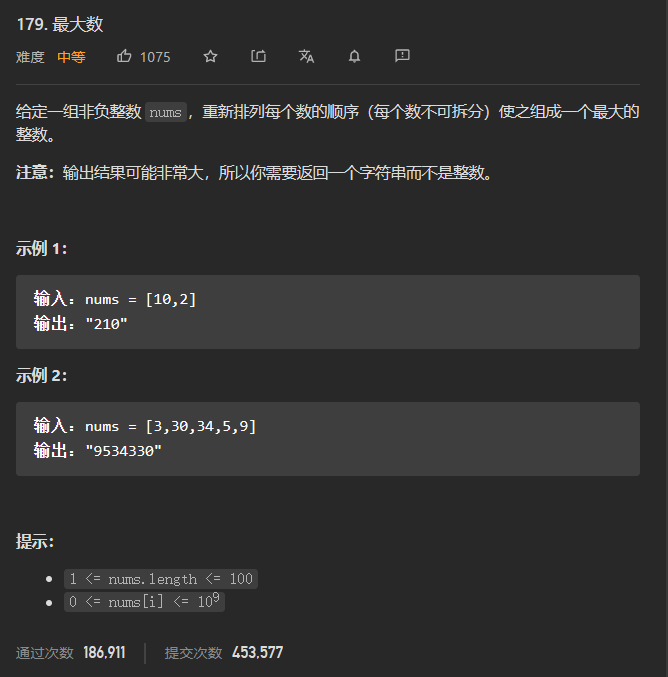 179. 最大数
难度 中等 1075
给定一组非负整数 nums，重新排列每个数的顺序（每个数不可拆分）使之组成一个最大的
整数。
注意：输出结果可能非常大，所以你需要返回一个字符串而不是整数。
示例 1：
输入：nums = [10,2]
输出："210"
示例 2：
输入：nums = [3,30,34,5,9]
输出："9534330"
提示：
1 <= nums.length <= 100
0 <= nums[i] <= 10⁹
通过次数 186,911 提交次数 453,577